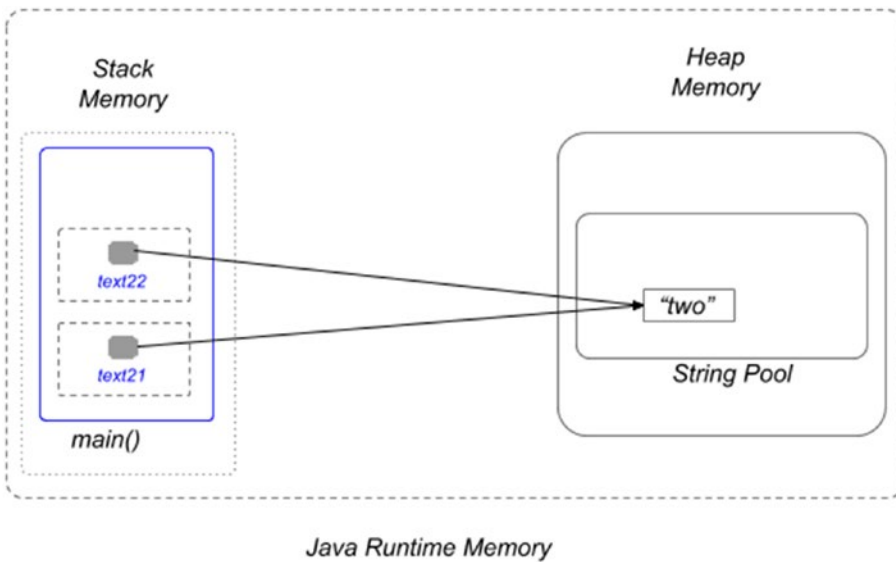 Stack
Memory
Heap
Memory
text22
text21
main()
“two”
String Pool
Java Runtime Memory